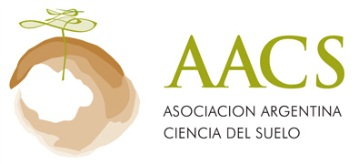 AACS
ASOCIACION ARGENTINA
CIENCIA DEL SUELO